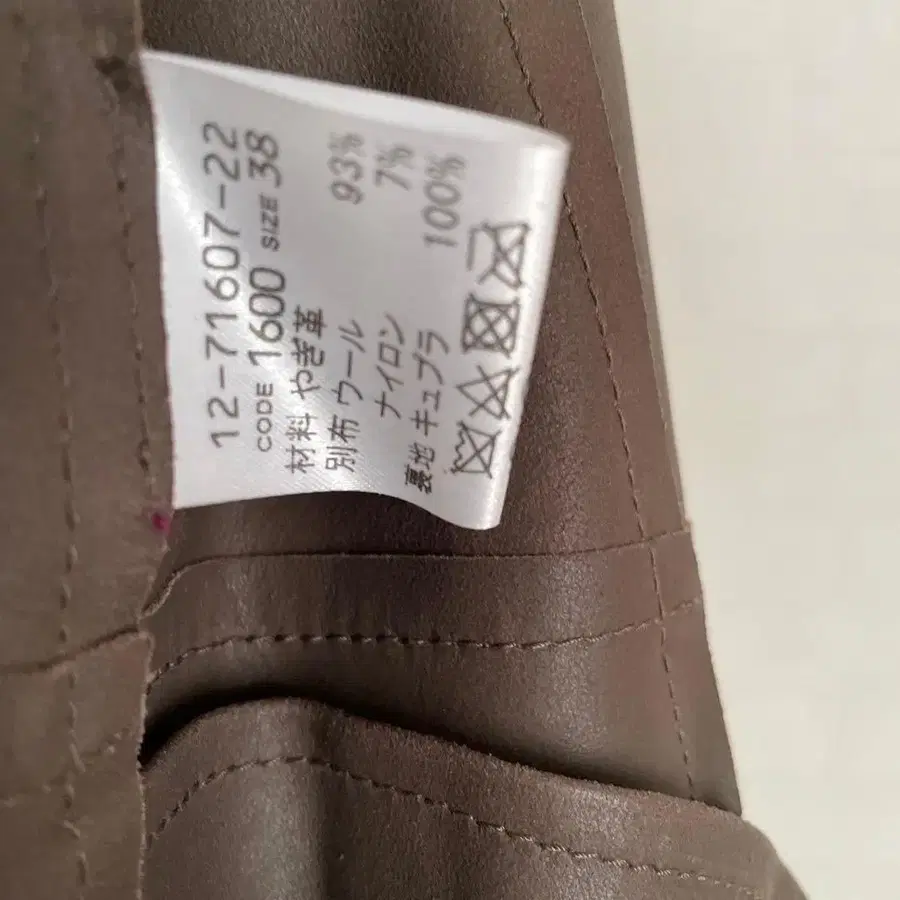 12-71607-22
CODE 1600 SIZE 38
材料 やぎ革
別布 ウール 93%
ナイロン 7%
裏地 キュプラ 100%